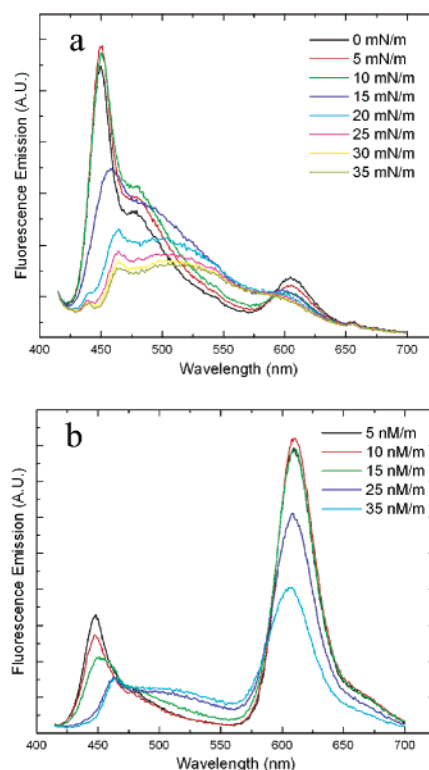 a
0 mN/m
5 mN/m
10 mN/m
15 mN/m
20 mN/m
25 mN/m
30 mN/m
35 mN/m
Fluorescence Emission (A.U.)
400 450 500 550 600 650 700
Wavelength (nm)
b
5 nM/m
10 nM/m
15 nM/m
25 nM/m
35 nM/m
Fluorescence Emission (A.U.)
400 450 500 550 600 650 700
Wavelength (nm)